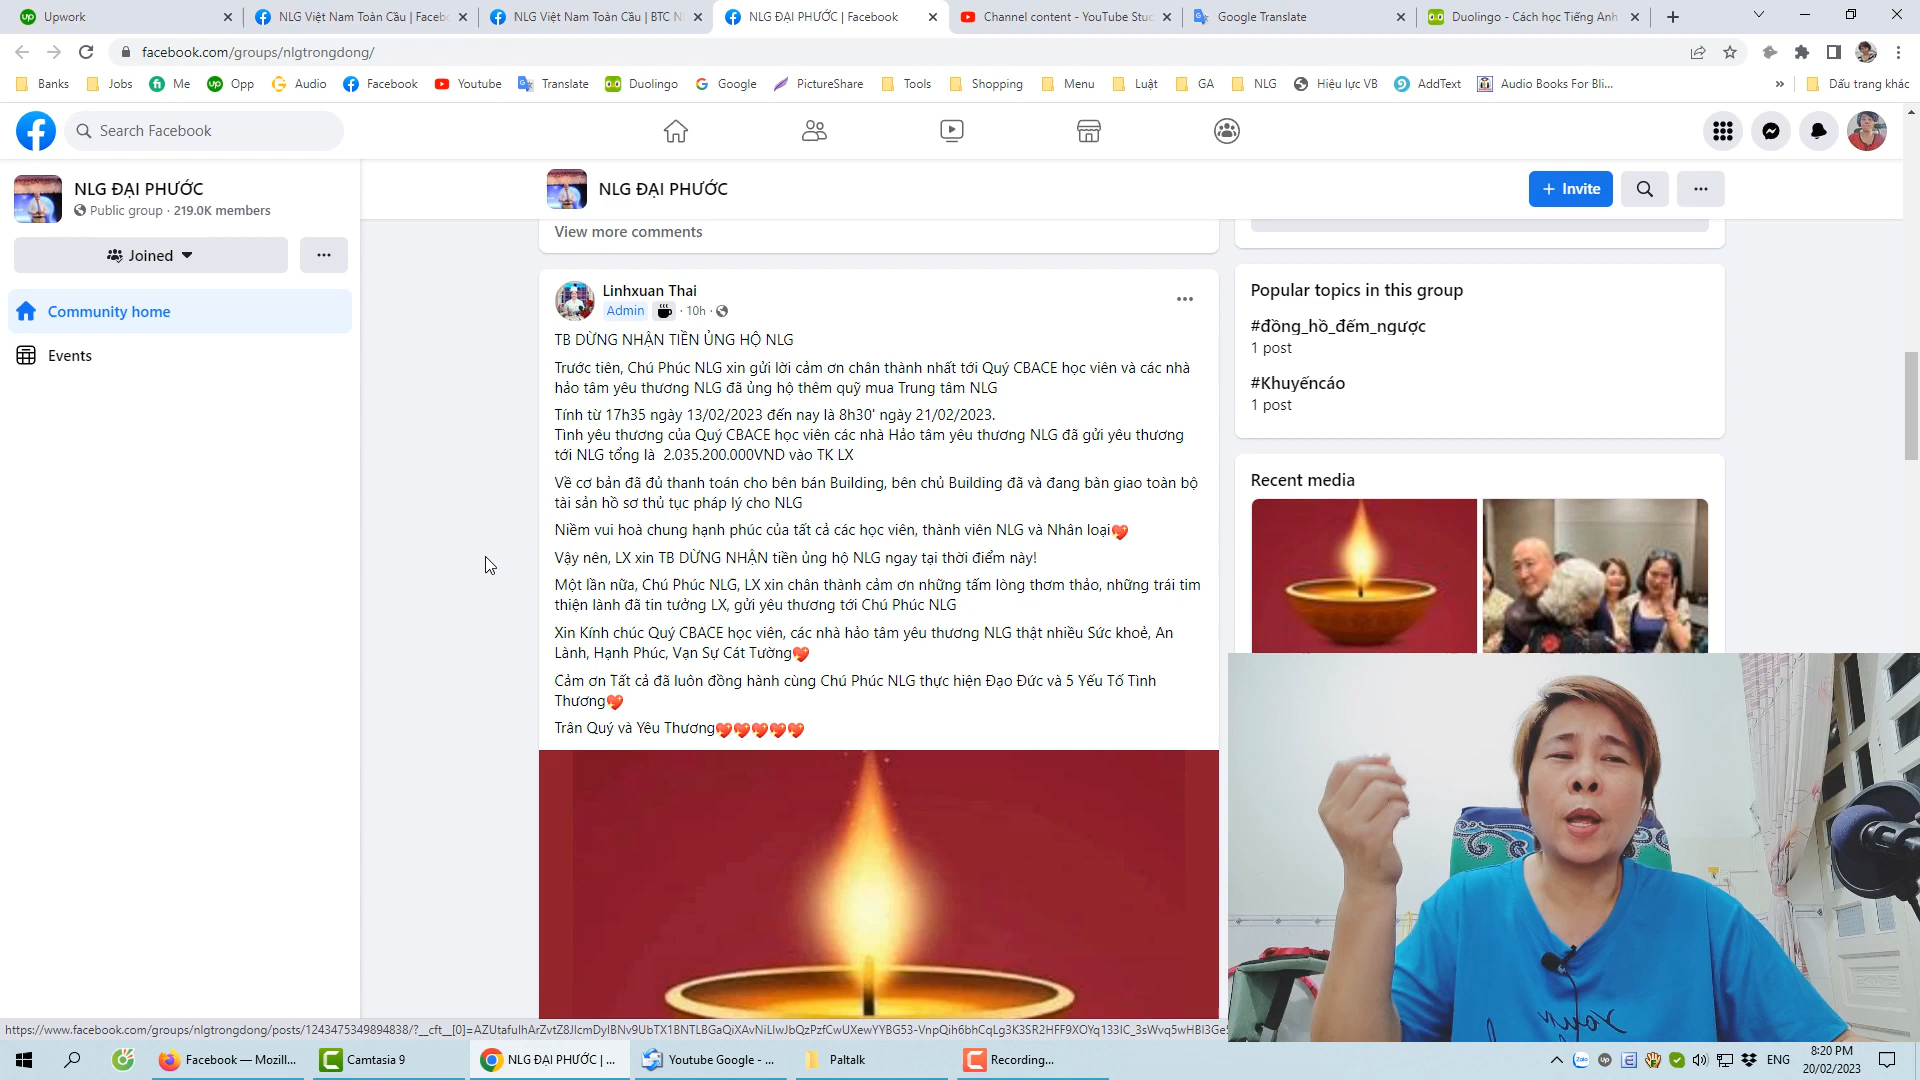 Upwork
NLG Việt Nam Toàn Cầu | Faceb
NLG Việt Nam Toàn Cầu | BTC N
NLG ĐẠI PHƯỚC | Facebook
Channel content - YouTube Stuc
Google Translate
Duolingo - Cách học Tiếng Anh
facebook.com/groups/nlgtrongdong/
Banks
Jobs
Me
Opp
Audio
Facebook
Youtube
Translate
Duolingo
Google
PictureShare
Tools
Shopping
Menu
Luật
GA
NLG
Hiệu lực VB
AddText
Audio Books For Bli...
Dấu trang khác
Search Facebook
NLG ĐẠI PHƯỚC
Public group · 219.0K members
Joined
Community home
Events
NLG ĐẠI PHƯỚC
+ Invite
View more comments
Linhxuan Thai
Admin · 10h ·
TB DỪNG NHẬN TIỀN ỦNG HỘ NLG
Trước tiên, Chú Phúc NLG xin gửi lời cảm ơn chân thành nhất tới Quý CBACE học viên và các nhà
hảo tâm yêu thương NLG đã ủng hộ thêm quỹ mua Trung tâm NLG
Tính từ 17h35 ngày 13/02/2023 đến nay là 8h30' ngày 21/02/2023.
Tình yêu thương của Quý CBACE học viên các nhà Hảo tâm yêu thương NLG đã gửi yêu thương
tới NLG tổng là 2.035.200.000VND vào TK LX
Về cơ bản đã đủ thanh toán cho bên bán Building, bên chủ Building đã và đang bàn giao toàn bộ
tài sản hồ sơ thủ tục pháp lý cho NLG
Niềm vui hoà chung hạnh phúc của tất cả các học viên, thành viên NLG và Nhân loại💖
Vậy nên, LX xin TB DỪNG NHẬN tiền ủng hộ NLG ngay tại thời điểm này!
Một lần nữa, Chú Phúc NLG, LX xin chân thành cảm ơn những tấm lòng thơm thảo, những trái tim
thiện lành đã tin tưởng LX, gửi yêu thương tới Chú Phúc NLG
Xin Kính chúc Quý CBACE học viên, các nhà hảo tâm yêu thương NLG thật nhiều Sức khoẻ, An
Lành, Hạnh Phúc, Vạn Sự Cát Tường💖
Cảm ơn Tất cả đã luôn đồng hành cùng Chú Phúc NLG thực hiện Đạo Đức và 5 Yếu Tố Tình
Thương💖
Trân Quý và Yêu Thương💖💖💖💖💖
Popular topics in this group
#đồng_hồ_đếm_ngược
1 post
#Khuyếncáo
1 post
Recent media
Facebook — Mozill...
Camtasia 9
NLG ĐẠI PHƯỚC | ...
Youtube Google - ...
Paltalk
Recording...
ENG
8:20 PM
20/02/2023